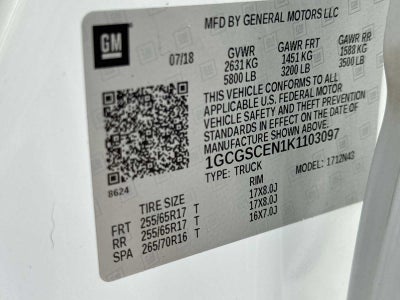 GM
MFD BY GENERAL MOTORS LLC
07/18
GVWR GAWR FRT GAWR RR
2631 KG 1451 KG 1588 KG
5800 LB 3200 LB 3500 LB
THIS VEHICLE CONFORMS TO ALL
APPLICABLE U.S. FEDERAL MOTOR
VEHICLE SAFETY AND THEFT PREVENTION
STANDARDS IN EFFECT ON THE DATE OF
MANUFACTURE SHOWN ABOVE.
1GCGSCEN1K1103097
TYPE: TRUCK MODEL: 1712N43
8624
TIRE SIZE RIM
FRT 255/65R17 T 17X8.0J
RR 255/65R17 T 17X8.0J
SPA 265/70R16 T 16X7.0J